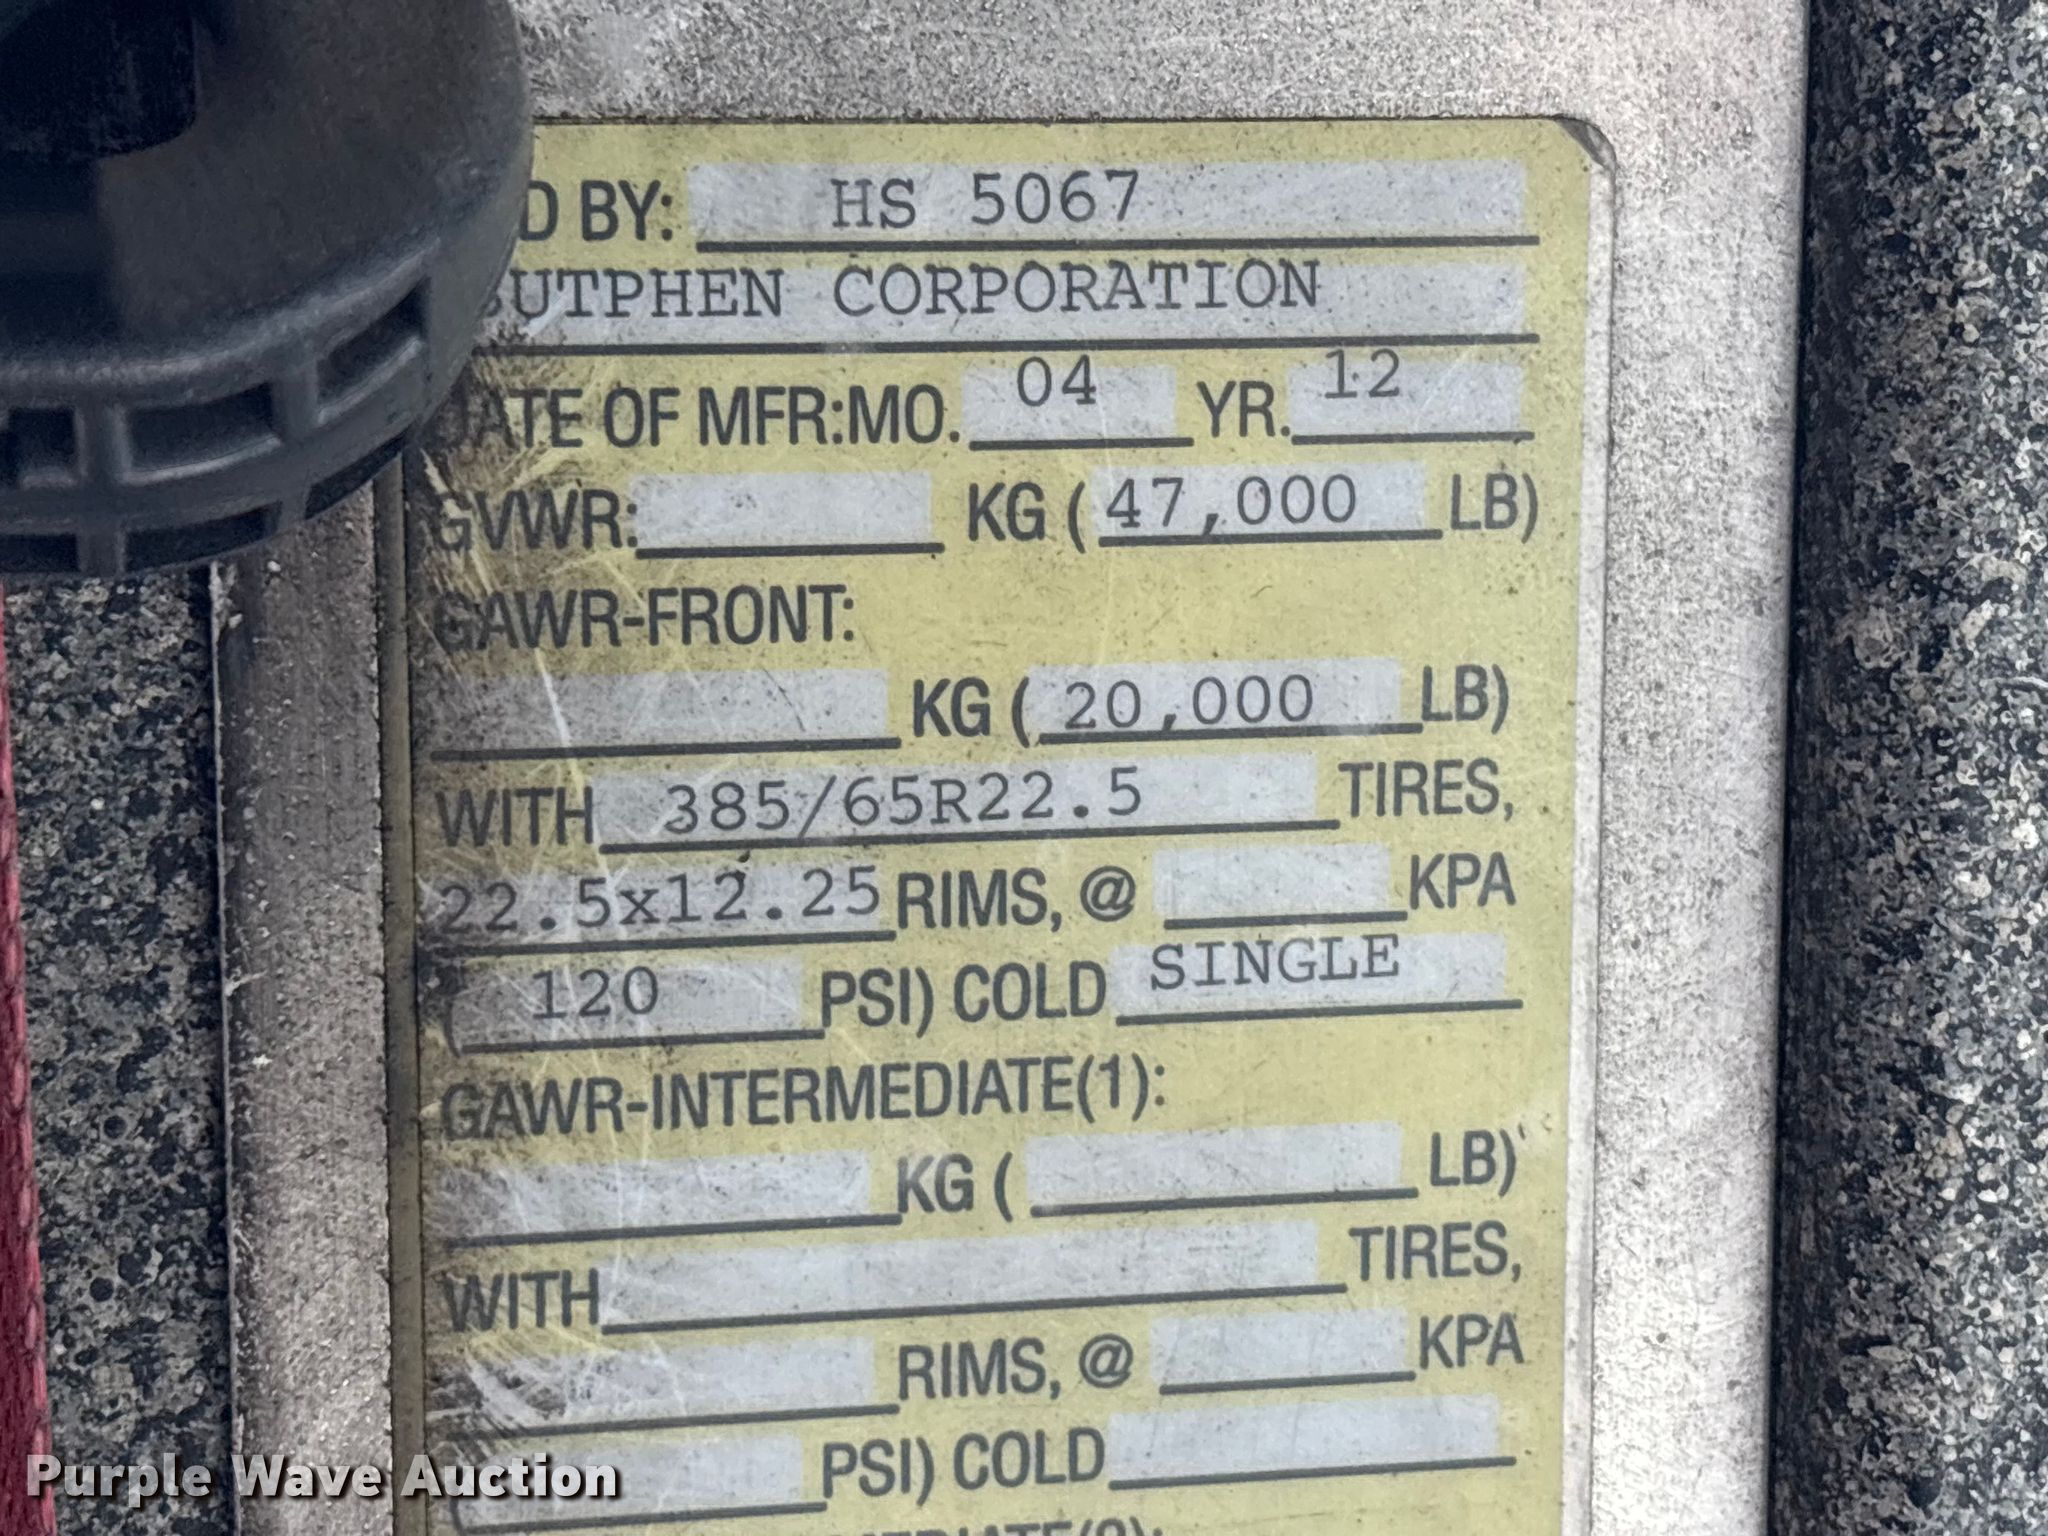 D BY: HS 5067
SUTPHEN CORPORATION
DATE OF MFR:MO. 04 YR. 12
GVWR: KG ( 47,000 LB)
GAWR-FRONT:
KG ( 20,000 LB)
WITH 385/65R22.5 TIRES,
22.5x12.25 RIMS, @ KPA
( 120 PSI) COLD SINGLE
GAWR-INTERMEDIATE(1):
KG ( LB)
WITH TIRES,
RIMS, @ KPA
( PSI) COLD
Purple Wave Auction